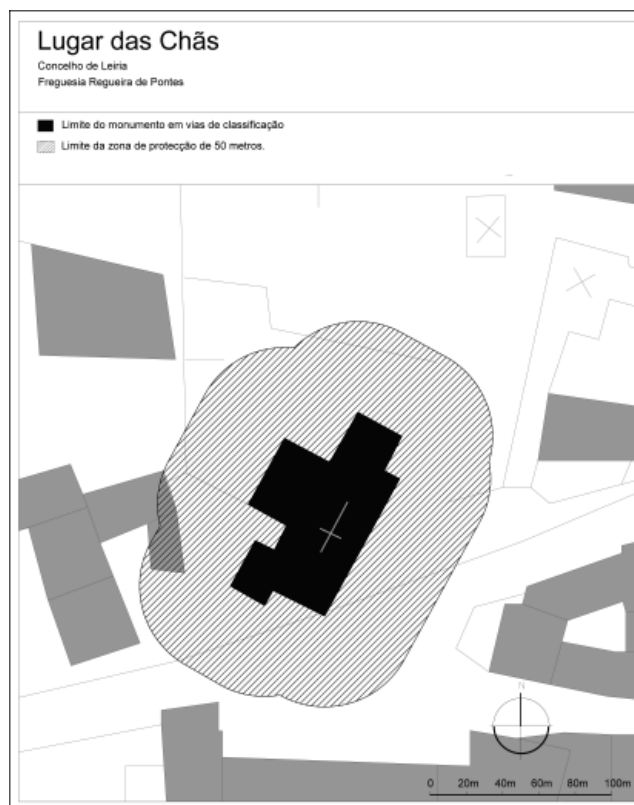 Lugar das Chãs
Concelho de Leiria
Freguesia Regueira de Pontes
Limite do monumento em vias de classificação
Limite da zona de protecção de 50 metros.
N
0 20m 40m 60m 80m 100m